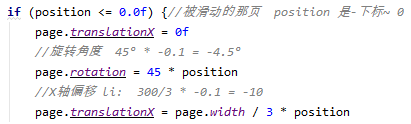 if (position <= 0.0f) {//被滑动的那页  position 是-下标~ 0
page.translationX = 0f
//旋转角度  45° * -0.1 = -4.5°
page.rotation = 45 * position
//X轴偏移 li:  300/3 * -0.1 = -10
page.translationX = page.width / 3 * position